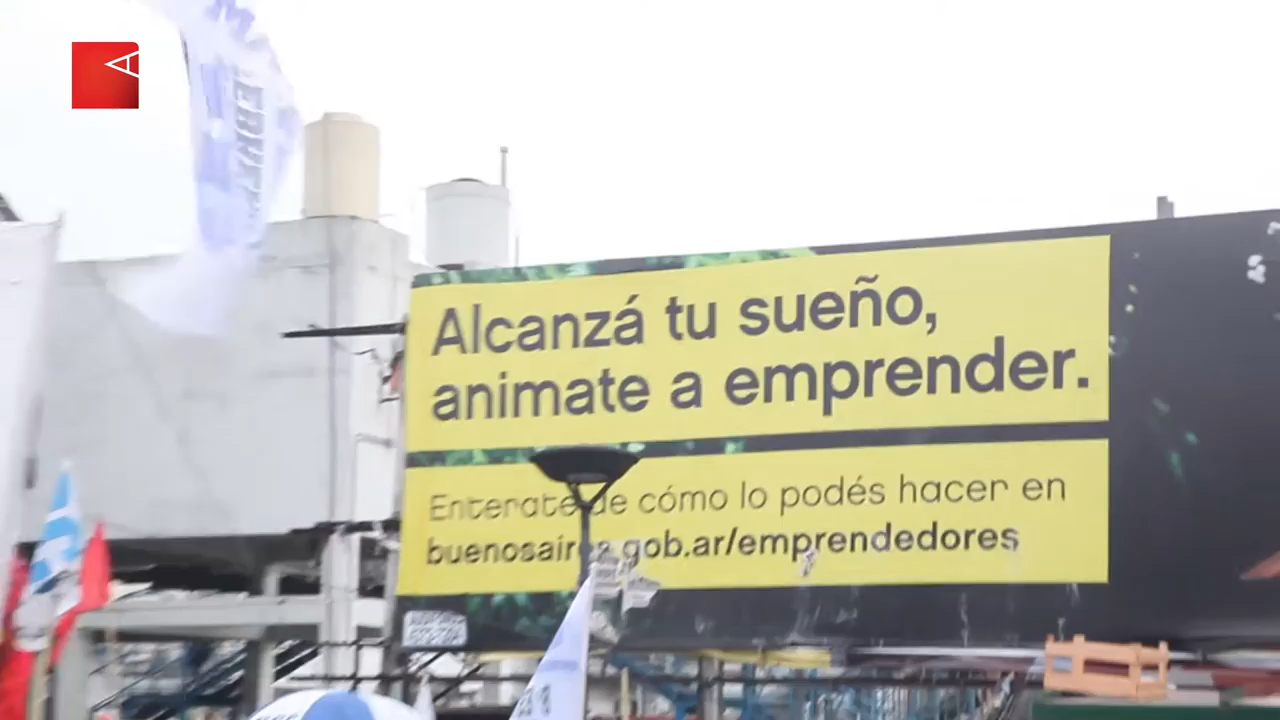 Alcanzá tu sueño,
animate a emprender.
Enterate de cómo lo podés hacer en
buenosaires.gob.ar/emprendedores